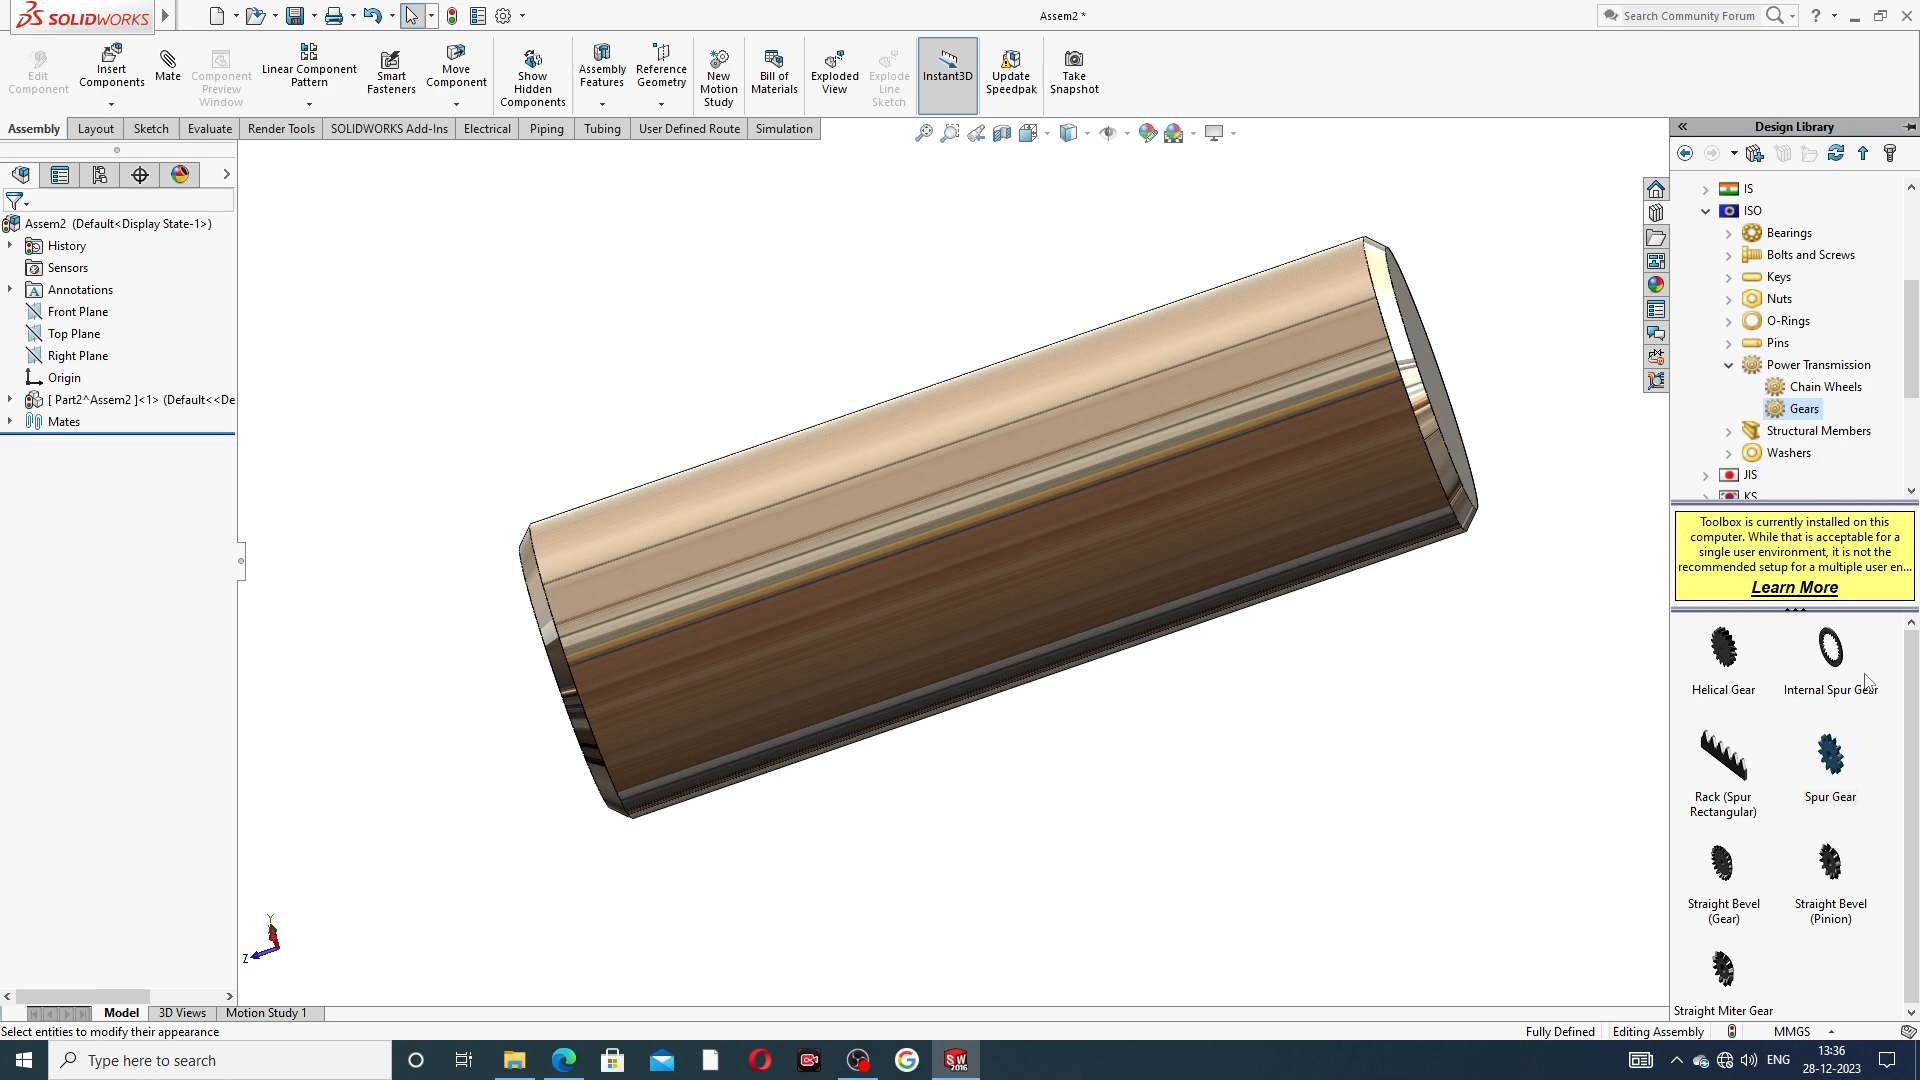 SOLIDWORKS
Assem2 *
Search Community Forum
?
Edit Component
Insert Components
Mate
Component Preview Window
Linear Component Pattern
Smart Fasteners
Move Component
Show Hidden Components
Assembly Features
Reference Geometry
New Motion Study
Bill of Materials
Exploded View
Explode Line Sketch
Instant3D
Update Speedpak
Take Snapshot
Assembly
Layout
Sketch
Evaluate
Render Tools
SOLIDWORKS Add-Ins
Electrical
Piping
Tubing
User Defined Route
Simulation
Assem2 (Default<Display State-1>)
History
Sensors
Annotations
Front Plane
Top Plane
Right Plane
Origin
[ Part2^Assem2 ]<1> (Default<<De
Mates
Y
Z
Design Library
IS
ISO
Bearings
Bolts and Screws
Keys
Nuts
O-Rings
Pins
Power Transmission
Chain Wheels
Gears
Structural Members
Washers
JIS
KS
Toolbox is currently installed on this
computer. While that is acceptable for a
single user environment, it is not the
recommended setup for a multiple user en...
Learn More
Helical Gear
Internal Spur Gear
Rack (Spur Rectangular)
Spur Gear
Straight Bevel (Gear)
Straight Bevel (Pinion)
Straight Miter Gear
Model
3D Views
Motion Study 1
Select entities to modify their appearance
Fully Defined
Editing Assembly
MMGS
Type here to search
SW 2016
ENG
13:36
28-12-2023